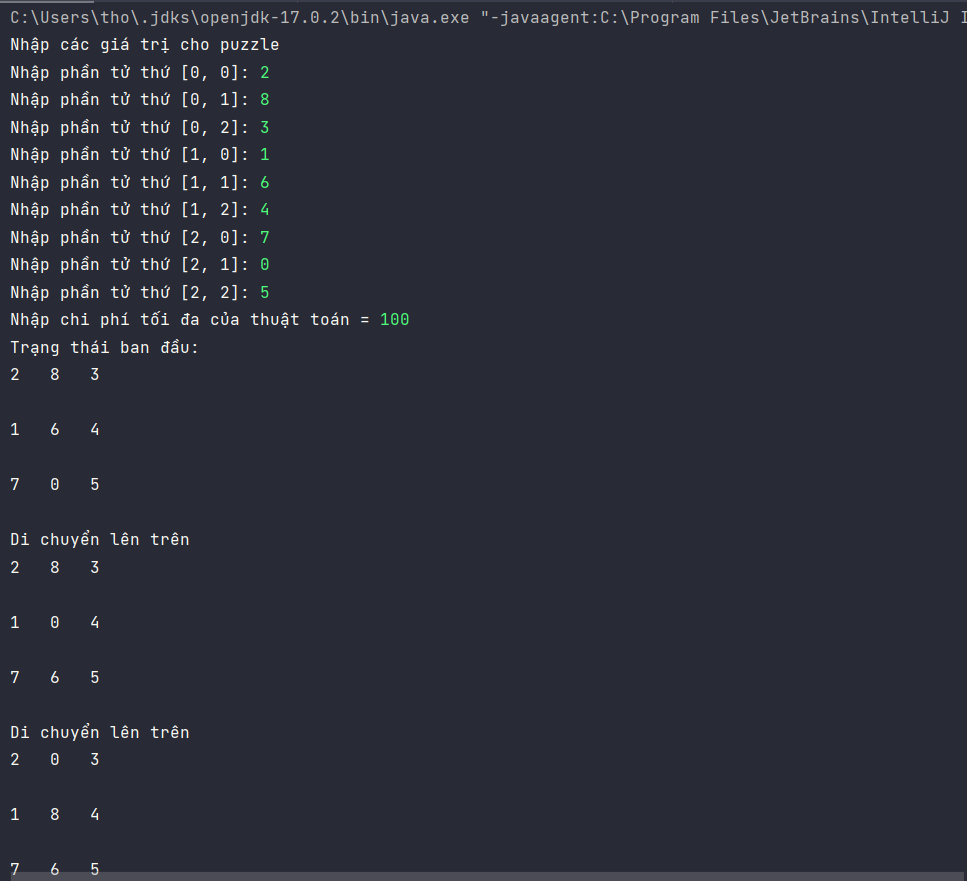 C:\Users\tho\.jdks\openjdk-17.0.2\bin\java.exe "-javaagent:C:\Program Files\JetBrains\IntelliJ I
Nhập các giá trị cho puzzle
Nhập phần tử thứ [0, 0]: 2
Nhập phần tử thứ [0, 1]: 8
Nhập phần tử thứ [0, 2]: 3
Nhập phần tử thứ [1, 0]: 1
Nhập phần tử thứ [1, 1]: 6
Nhập phần tử thứ [1, 2]: 4
Nhập phần tử thứ [2, 0]: 7
Nhập phần tử thứ [2, 1]: 0
Nhập phần tử thứ [2, 2]: 5
Nhập chi phí tối đa của thuật toán = 100
Trạng thái ban đầu:
2 8 3
1 6 4
7 0 5
Di chuyển lên trên
2 8 3
1 0 4
7 6 5
Di chuyển lên trên
2 0 3
1 8 4
7 6 5